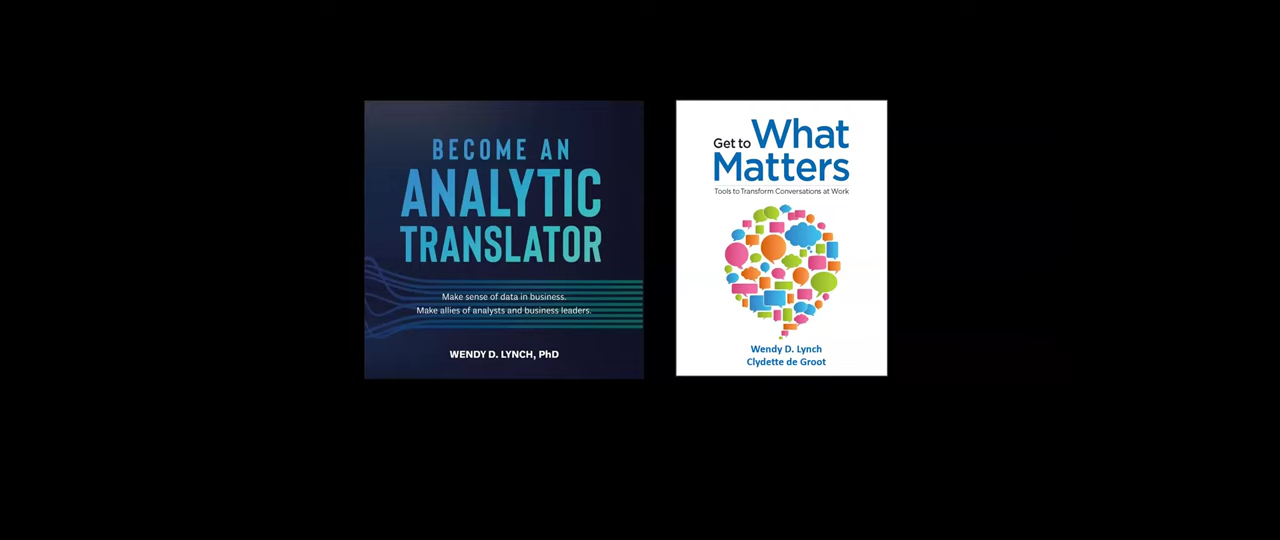 BECOME AN
ANALYTIC
TRANSLATOR
Make sense of data in business.
Make allies of analysts and business leaders.
WENDY D. LYNCH, PhD
Get to What
Matters
Tools to Transform Conversations at Work
Wendy D. Lynch
Clydette de Groot